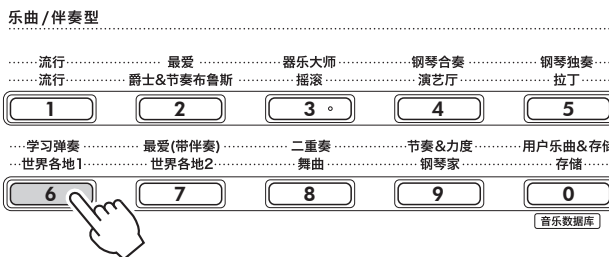 乐曲/伴奏型
流行 最爱 器乐大师 钢琴合奏 钢琴独奏
流行 爵士&节奏布鲁斯 摇滚 演艺厅 拉丁
1 2 3 4 5
学习弹奏 最爱(带伴奏) 二重奏 节奏&力度 用户乐曲&存储
世界各地1 世界各地2 舞曲 钢琴家 存储
6 7 8 9 0
音乐数据库